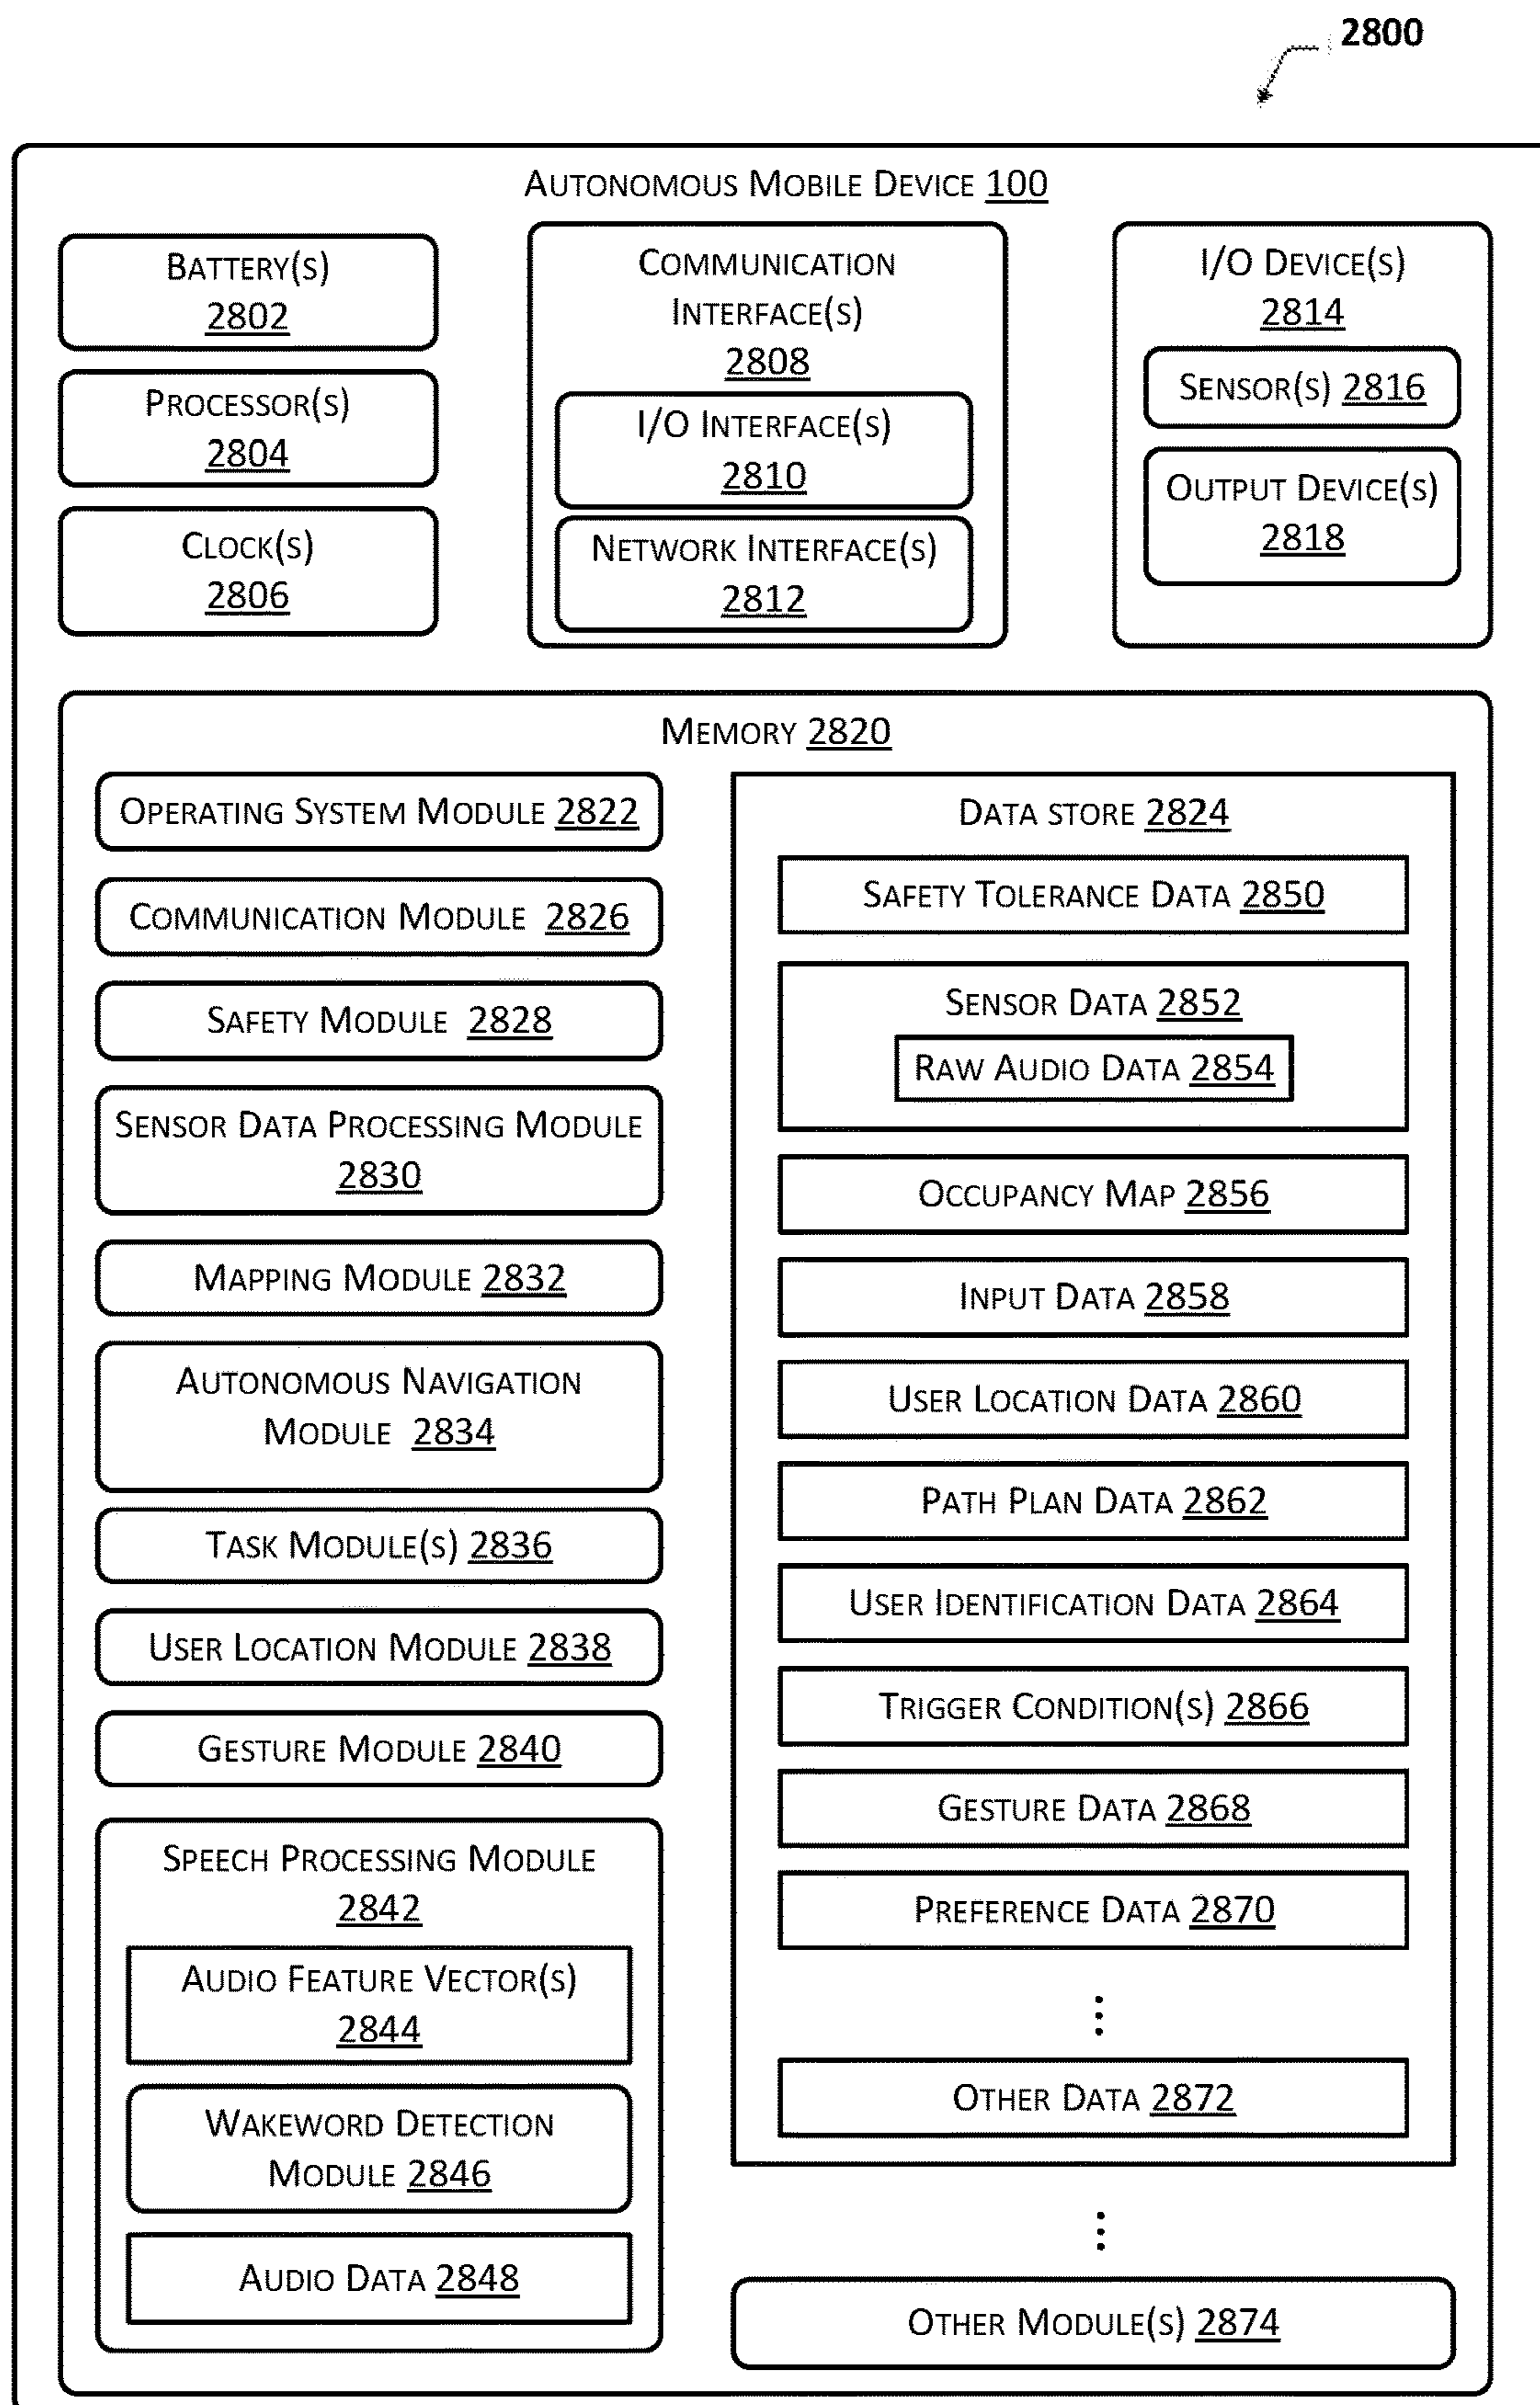 2800
AUTONOMOUS MOBILE DEVICE 100
BATTERY(S)
2802
PROCESSOR(S)
2804
CLOCK(S)
2806
COMMUNICATION
INTERFACE(S)
2808
I/O INTERFACE(S)
2810
NETWORK INTERFACE(S)
2812
I/O DEVICE(S)
2814
SENSOR(S) 2816
OUTPUT DEVICE(S)
2818
MEMORY 2820
OPERATING SYSTEM MODULE 2822
COMMUNICATION MODULE 2826
SAFETY MODULE 2828
SENSOR DATA PROCESSING MODULE
2830
MAPPING MODULE 2832
AUTONOMOUS NAVIGATION
MODULE 2834
TASK MODULE(S) 2836
USER LOCATION MODULE 2838
GESTURE MODULE 2840
SPEECH PROCESSING MODULE
2842
AUDIO FEATURE VECTOR(S)
2844
WAKEWORD DETECTION
MODULE 2846
AUDIO DATA 2848
DATA STORE 2824
SAFETY TOLERANCE DATA 2850
SENSOR DATA 2852
RAW AUDIO DATA 2854
OCCUPANCY MAP 2856
INPUT DATA 2858
USER LOCATION DATA 2860
PATH PLAN DATA 2862
USER IDENTIFICATION DATA 2864
TRIGGER CONDITION(S) 2866
GESTURE DATA 2868
PREFERENCE DATA 2870
OTHER DATA 2872
OTHER MODULE(S) 2874